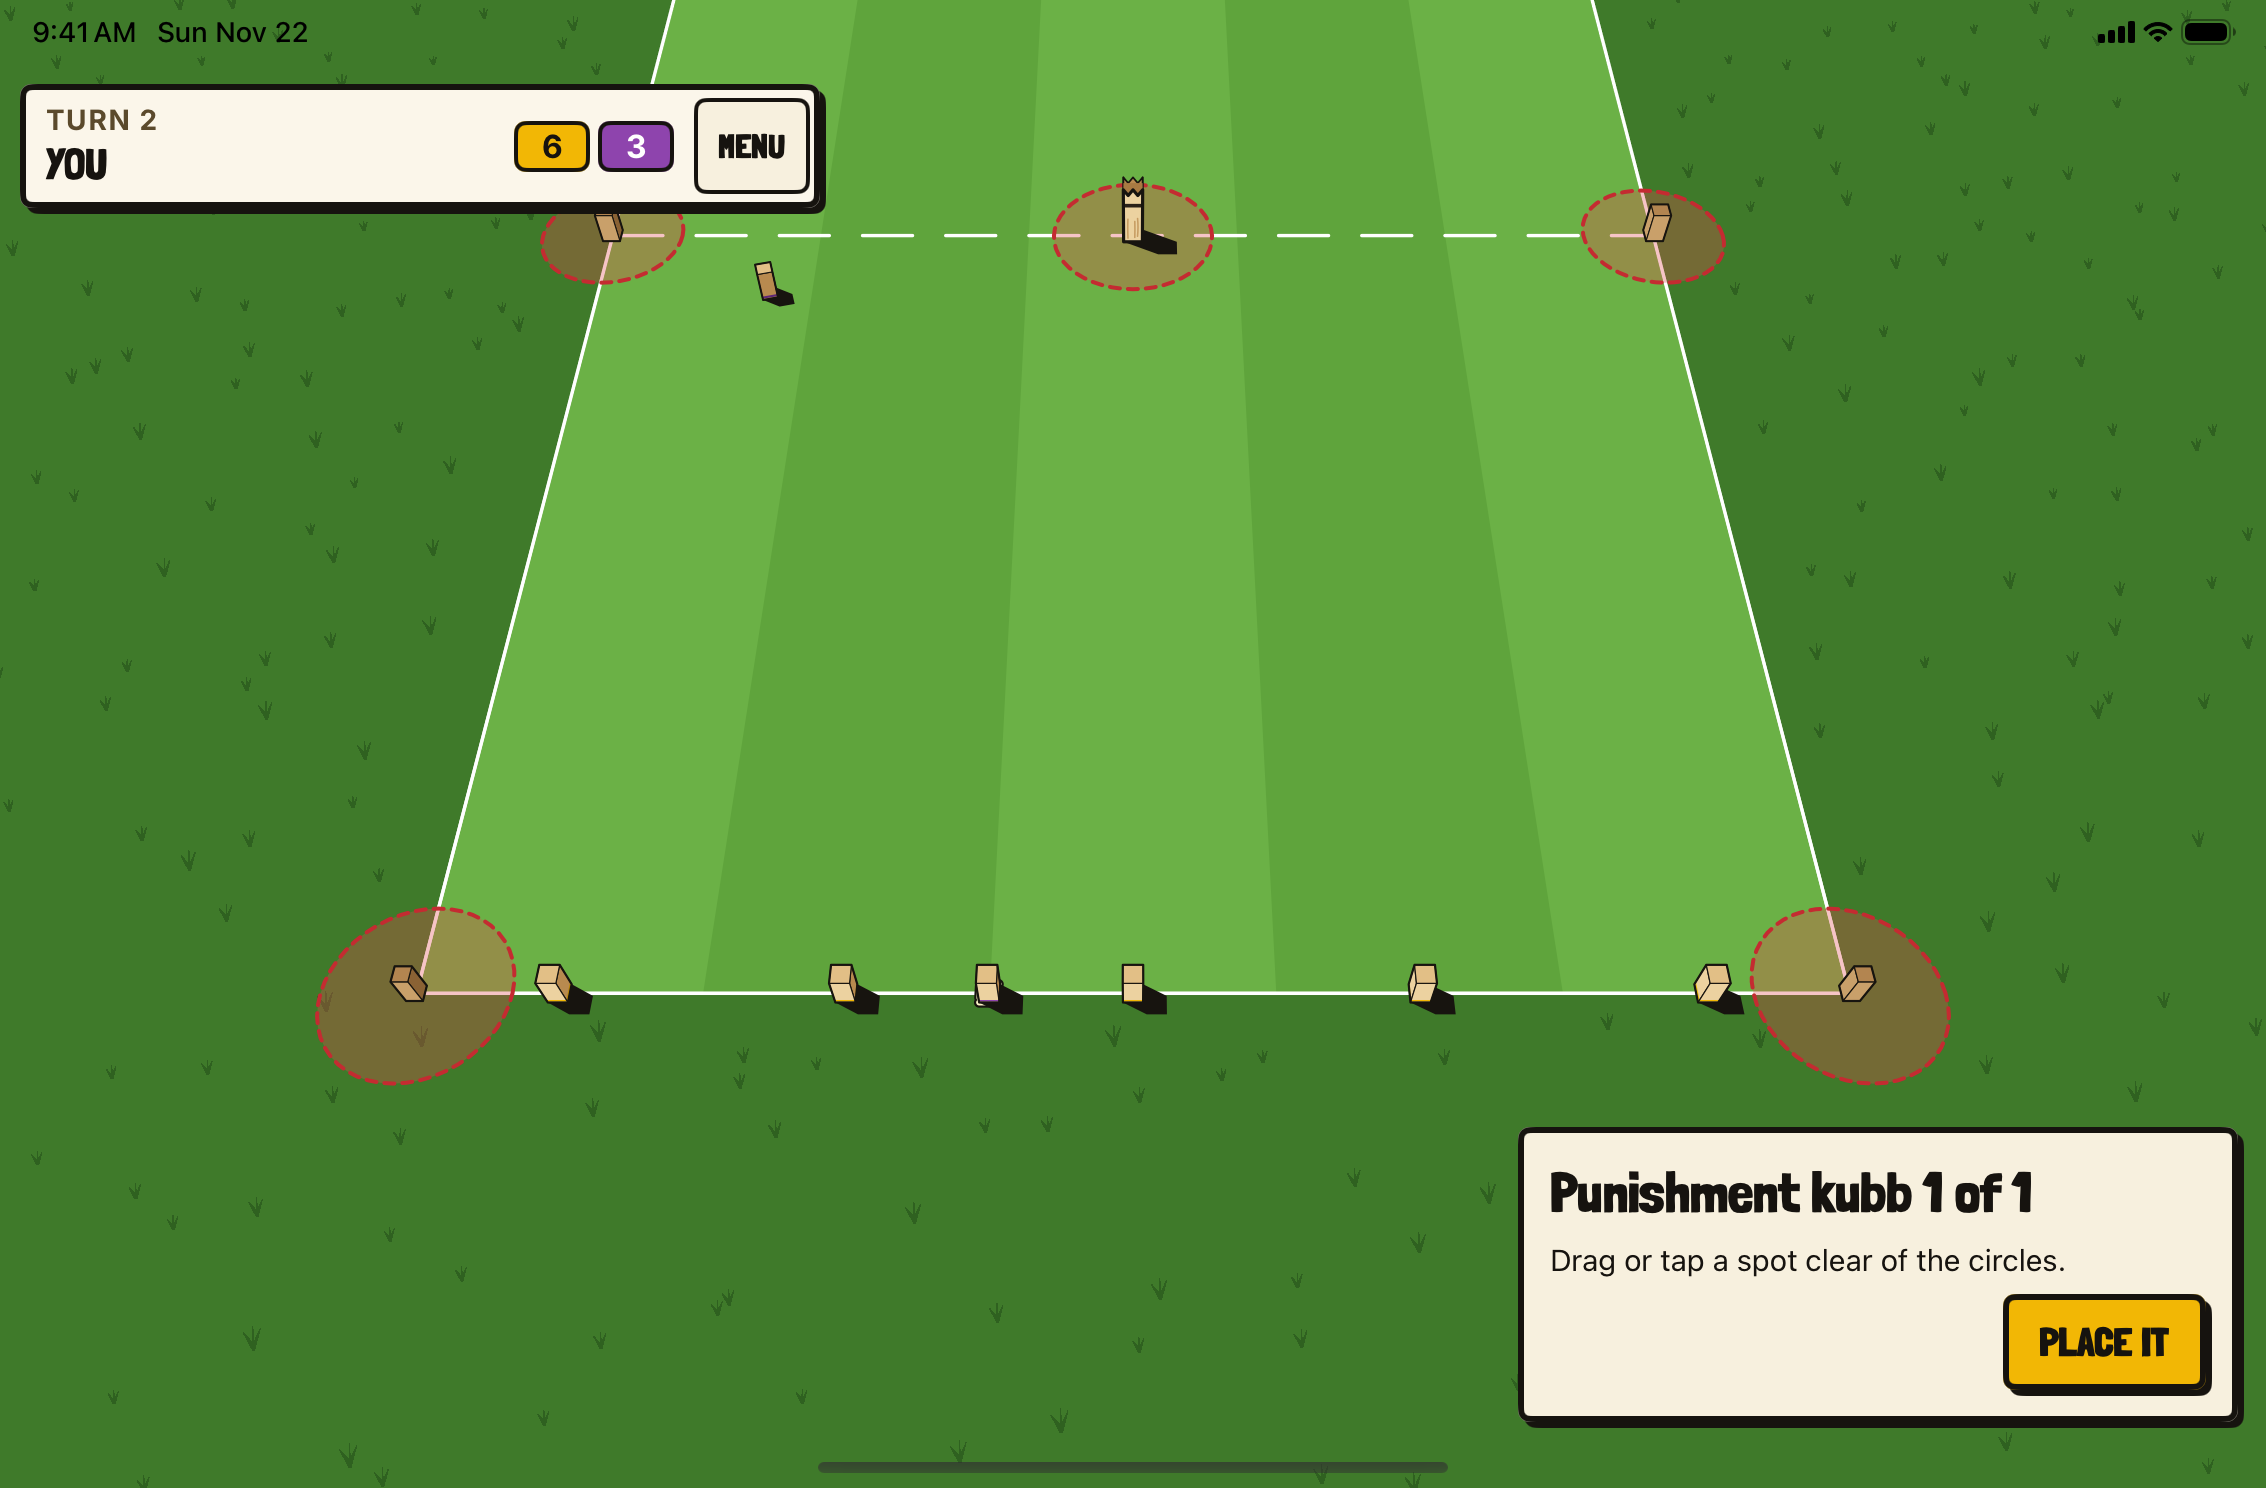 9:41 AM Sun Nov 22
TURN 2
YOU
6 3
MENU
Punishment kubb 1 of 1
Drag or tap a spot clear of the circles.
PLACE IT